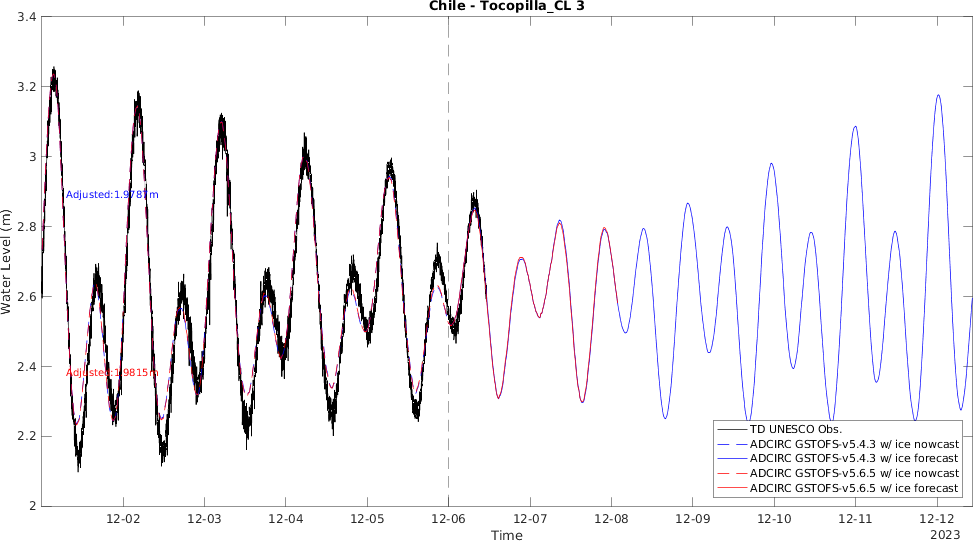 Chile - Tocopilla_CL 3
3.4
3.2
3
2.8
2.6
2.4
2.2
2
Water Level (m)
Adjusted:1.9787m
Adjusted:1.9815m
12-02
12-03
12-04
12-05
12-06
12-07
12-08
12-09
12-10
12-11
12-12
2023
Time
TD UNESCO Obs.
ADCIRC GSTOFS-v5.4.3 w/ ice nowcast
ADCIRC GSTOFS-v5.4.3 w/ ice forecast
ADCIRC GSTOFS-v5.6.5 w/ ice nowcast
ADCIRC GSTOFS-v5.6.5 w/ ice forecast